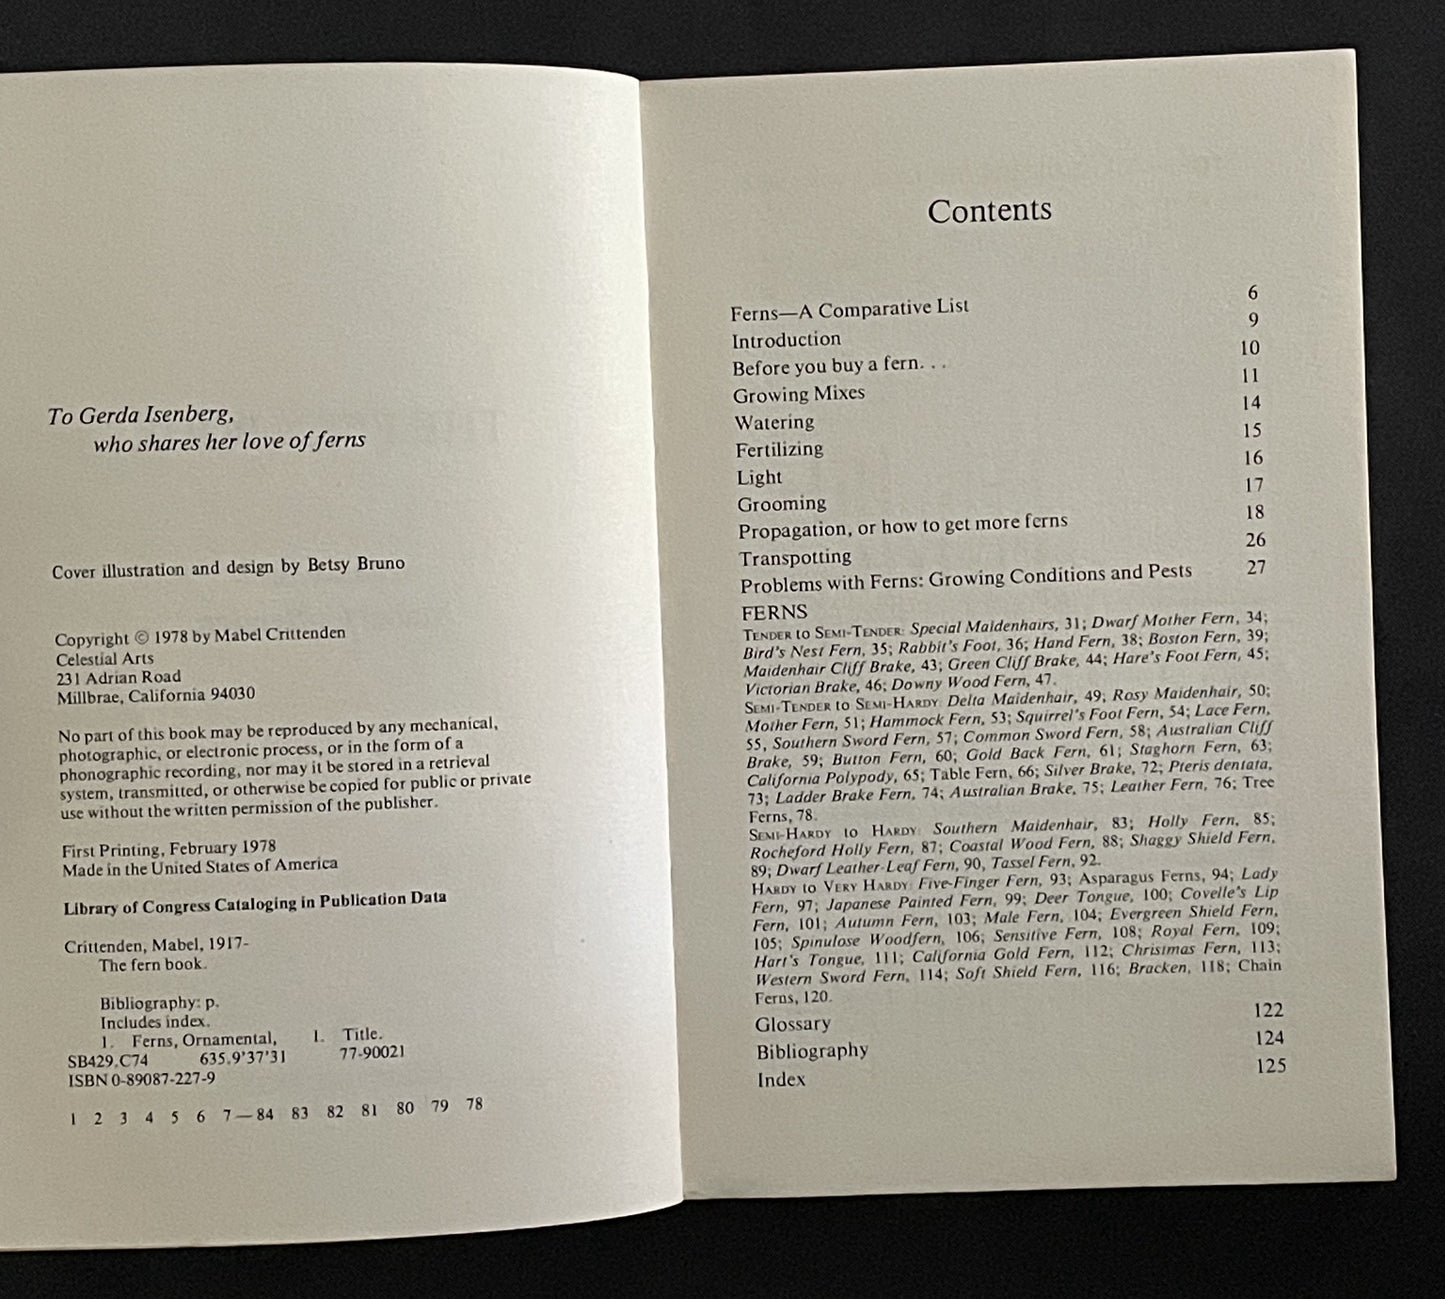 To Gerda Isenberg,
who shares her love of ferns
Cover illustration and design by Betsy Bruno
Copyright © 1978 by Mabel Crittenden
Celestial Arts
231 Adrian Road
Millbrae, California 94030
No part of this book may be reproduced by any mechanical,
photographic, or electronic process, or in the form of a
phonographic recording, nor may it be stored in a retrieval
system, transmitted, or otherwise be copied for public or private
use without the written permission of the publisher.
First Printing, February 1978
Made in the United States of America
Library of Congress Cataloging in Publication Data
Crittenden, Mabel, 1917-
The fern book.
Bibliography: p.
Includes index.
1. Ferns, Ornamental, 1. Title.
SB429.C74 635.9'37'31 77-90021
ISBN 0-89087-227-9
1 2 3 4 5 6 7—84 83 82 81 80 79 78
Contents
Ferns—A Comparative List 6
Introduction 9
Before you buy a fern. . . 10
Growing Mixes 11
Watering 14
Fertilizing 15
Light 16
Grooming 17
Propagation, or how to get more ferns 18
Transpotting 26
Problems with Ferns: Growing Conditions and Pests 27
FERNS
TENDER to SEMI-TENDER: Special Maidenhairs, 31; Dwarf Mother Fern, 34;
Bird's Nest Fern, 35; Rabbit's Foot, 36; Hand Fern, 38; Boston Fern, 39;
Maidenhair Cliff Brake, 43; Green Cliff Brake, 44; Hare's Foot Fern, 45;
Victorian Brake, 46; Downy Wood Fern, 47.
SEMI-TENDER to SEMI-HARDY: Delta Maidenhair, 49; Rosy Maidenhair, 50;
Mother Fern, 51; Hammock Fern, 53; Squirrel's Foot Fern, 54; Lace Fern,
55, Southern Sword Fern, 57; Common Sword Fern, 58; Australian Cliff
Brake, 59; Button Fern, 60; Gold Back Fern, 61; Staghorn Fern, 63;
California Polypody, 65; Table Fern, 66; Silver Brake, 72; Pteris dentata,
73; Ladder Brake Fern, 74; Australian Brake, 75; Leather Fern, 76; Tree
Ferns, 78.
SEMI-HARDY to HARDY: Southern Maidenhair, 83; Holly Fern, 85;
Rocheford Holly Fern, 87; Coastal Wood Fern, 88; Shaggy Shield Fern,
89; Dwarf Leather-Leaf Fern, 90, Tassel Fern, 92.
HARDY to VERY HARDY: Five-Finger Fern, 93; Asparagus Ferns, 94; Lady
Fern, 97; Japanese Painted Fern, 99; Deer Tongue, 100; Covelle's Lip
Fern, 101; Autumn Fern, 103; Male Fern, 104; Evergreen Shield Fern,
105; Spinulose Woodfern, 106; Sensitive Fern, 108; Royal Fern, 109;
Hart's Tongue, 111; California Gold Fern, 112; Christmas Fern, 113;
Western Sword Fern, 114; Soft Shield Fern, 116; Bracken, 118; Chain
Ferns, 120.
Glossary 122
Bibliography 124
Index 125